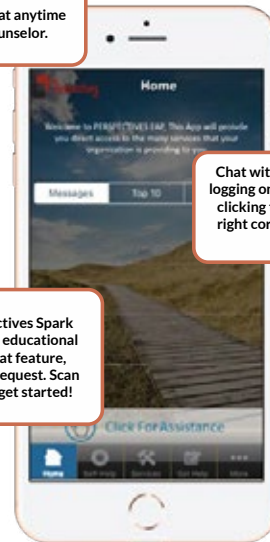 at anytime
unselor.
Home
Welcome to PERSPECTIVES EAP. This App will provide
you direct access to the many services that your
organization is providing to you.
Messages
Top 10
Chat wit
logging on
clicking
right cor
ctives Spark
educational
at feature,
equest. Scan
get started!
Click For Assistance
Home
Self-Help
Services
Get Help
More